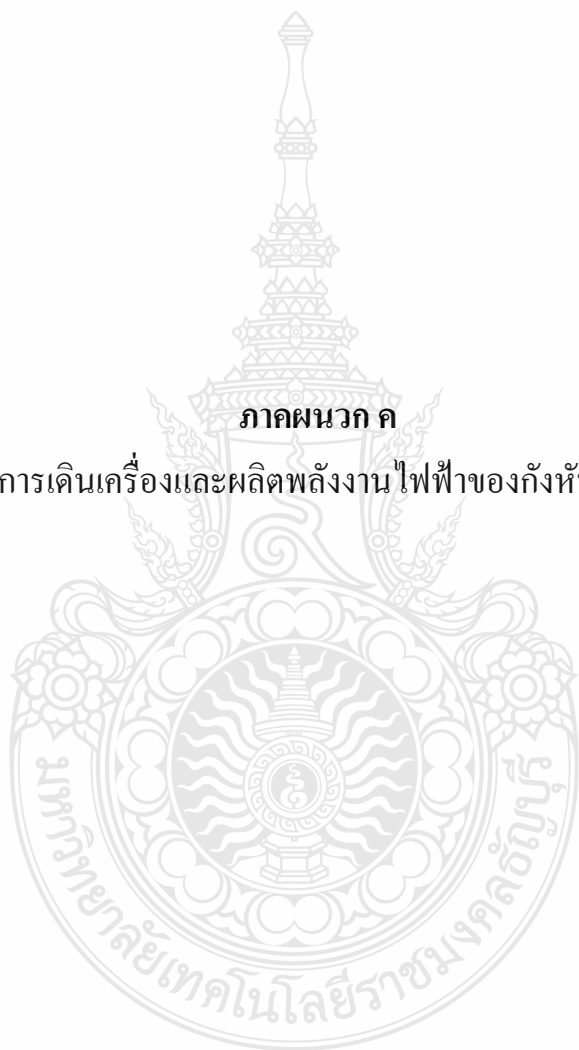 ภาคผนวก ค
การเดินเครื่องและผลิตพลังงานไฟฟ้าของกังหั
มหาวิทยาลัยเทคโนโลยีราชมงคลธัญบุรี